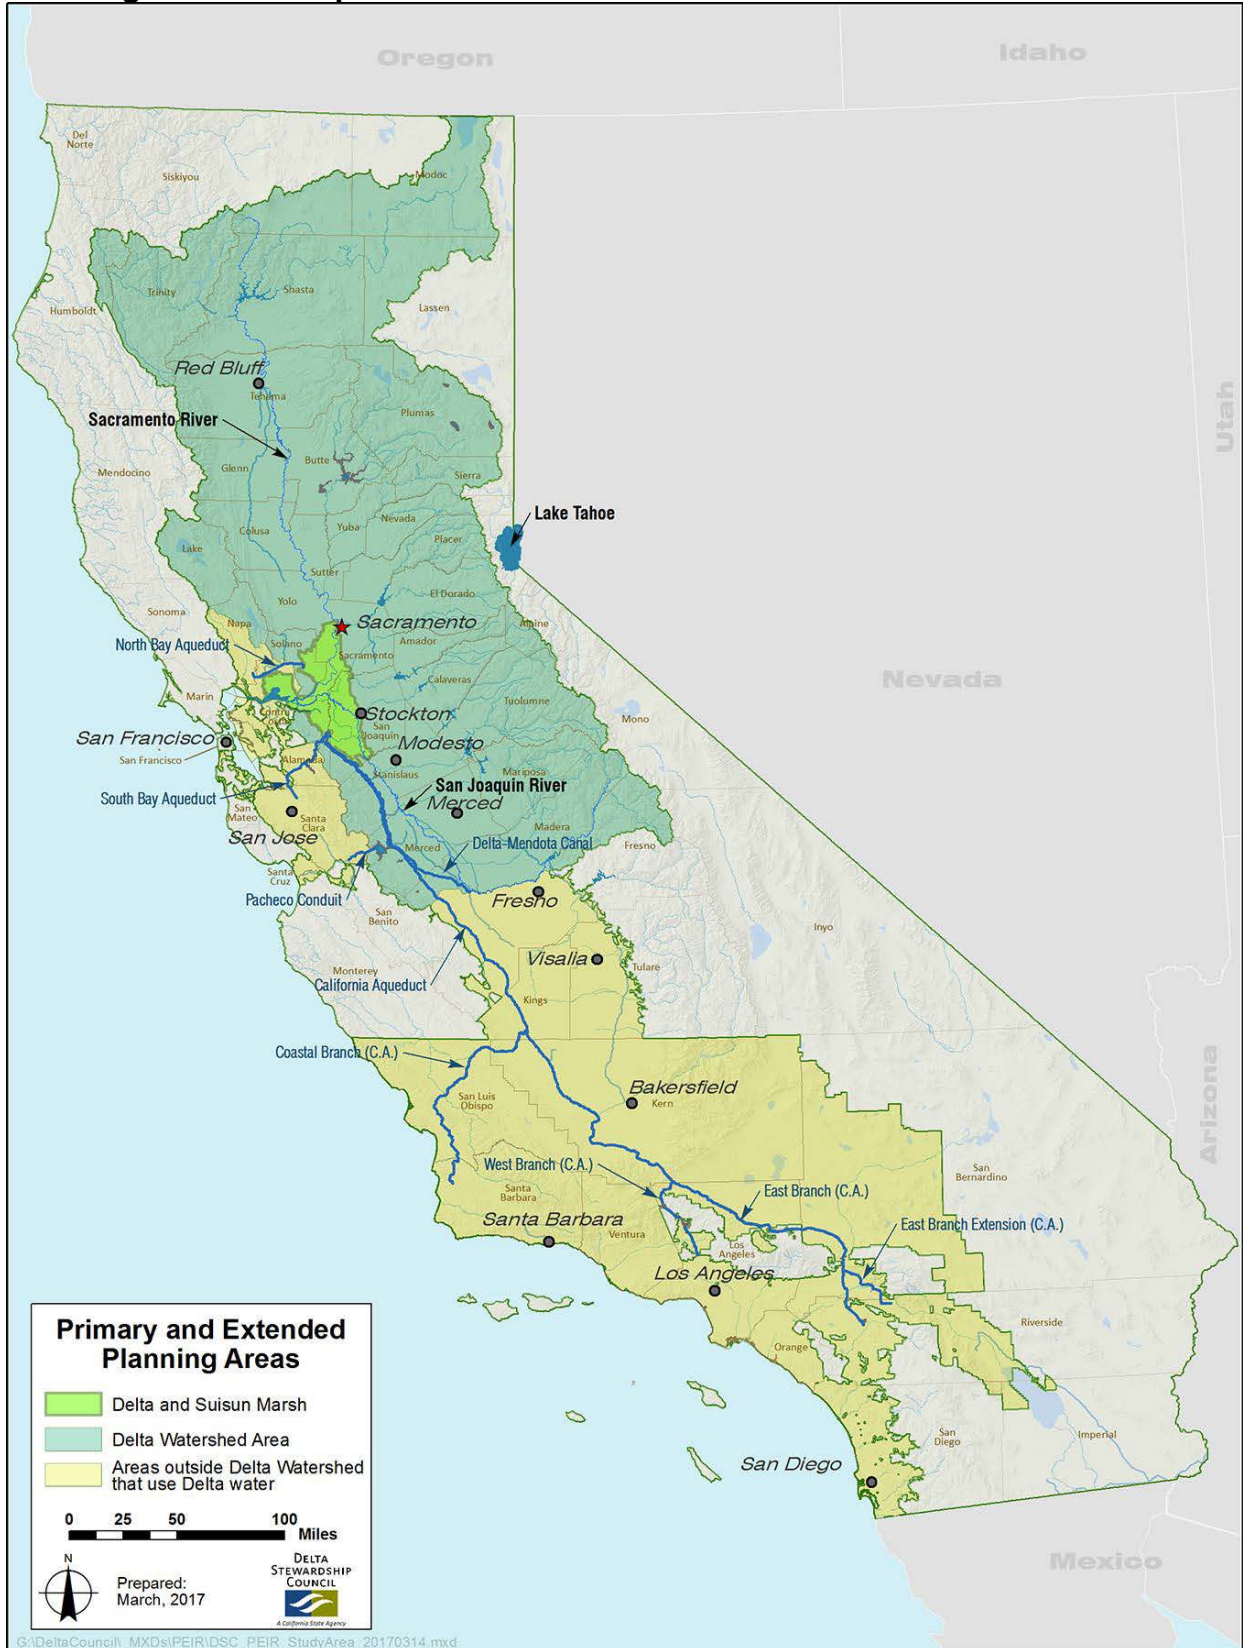 Oregon
Idaho
Del
Norte
Siskiyou
Modoc
Trinity
Shasta
Humboldt
Lassen
Red Bluff
Tehama
Plumas
Sacramento River
Butte
Mendocino
Glenn
Sierra
Utah
Lake Tahoe
Nevada
Yuba
Colusa
Placer
Lake
Sutter
El Dorado
Yolo
Sonoma
Napa
Alpine
Sacramento
North Bay Aqueduct
Solano
Amador
Sacramento
Calaveras
Nevada
Marin
Tuolumne
Contra
Costa
Stockton
Mono
San
Joaquin
San Francisco
Modesto
San Francisco
Alameda
Stanislaus
Mariposa
San Joaquin River
South Bay Aqueduct
Merced
San
Mateo
Santa
Clara
Madera
San Jose
Merced
Delta-Mendota Canal
Fresno
Santa
Cruz
Pacheco Conduit
Fresno
San
Benito
Inyo
Visalia
Tulare
Monterey
California Aqueduct
Kings
Coastal Branch (C.A.)
Arizona
Bakersfield
San Luis
Obispo
Kern
West Branch (C.A.)
San
Bernardino
Santa
Barbara
East Branch (C.A.)
Santa Barbara
East Branch Extension (C.A.)
Ventura
Los
Angeles
Los Angeles
Riverside
Orange
San
Diego
Imperial
San Diego
Mexico
Primary and Extended
Planning Areas
Delta and Suisun Marsh
Delta Watershed Area
Areas outside Delta Watershed
that use Delta water
0 25 50 100
Miles
N
Prepared:
March, 2017
DELTA
STEWARDSHIP
COUNCIL
A California State Agency
G:\DeltaCouncil\_MXDs\PEIR\DSC_PEIR_StudyArea_20170314.mxd